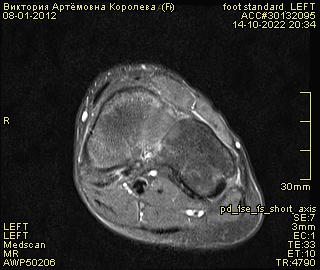 Виктория Артёмовна Королева (F)
08-01-2012
foot standard LEFT
ACC#30132095
14-10-2022 20:34
R
30mm
pd_tse_fs_short_axis
SE:7
3mm
EC:1
TE:33
ET:10
TR:4790
LEFT
LEFT
Medscan
MR
AWP50206